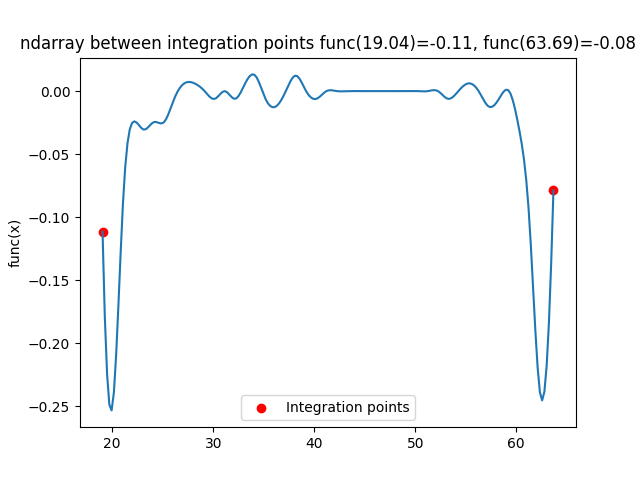 ndarray between integration points func(19.04)=-0.11, func(63.69)=-0.08
0.00
−0.05
−0.10
−0.15
−0.20
−0.25
func(x)
Integration points
20 30 40 50 60